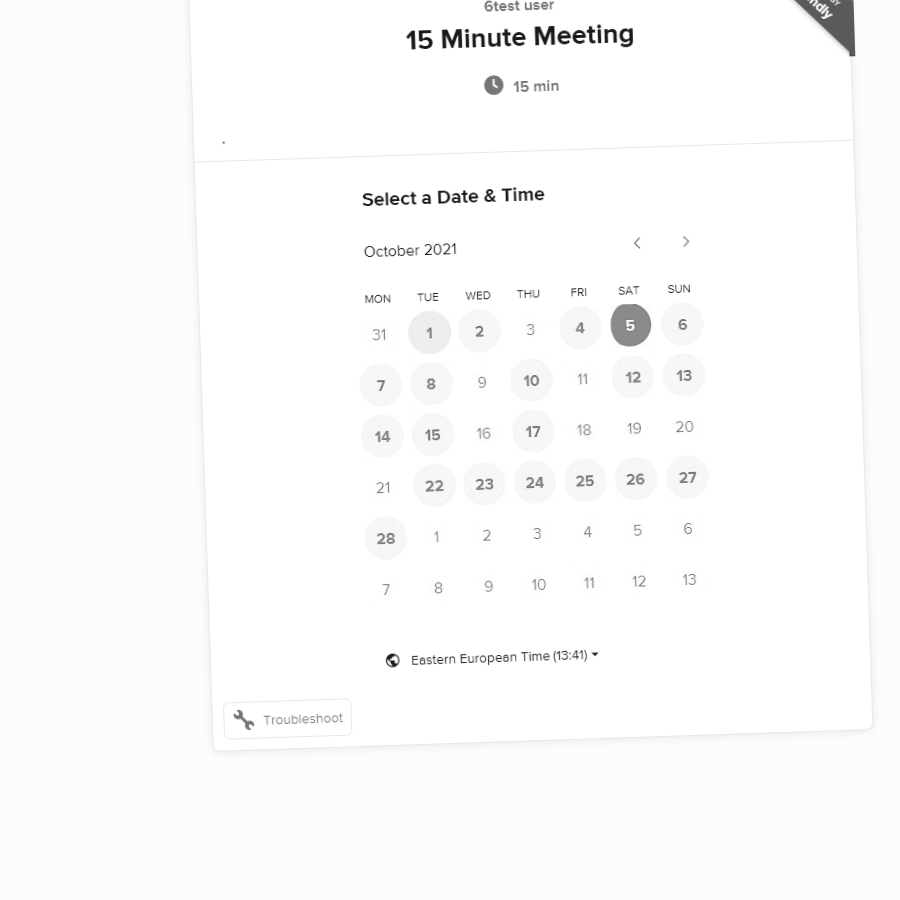 6test user
15 Minute Meeting
15 min
.
Select a Date & Time
October 2021
MON TUE WED THU FRI SAT SUN
31 1 2 3 4 5 6
7 8 9 10 11 12 13
14 15 16 17 18 19 20
21 22 23 24 25 26 27
28 1 2 3 4 5 6
7 8 9 10 11 12 13
Eastern European Time (13:41)
Troubleshoot